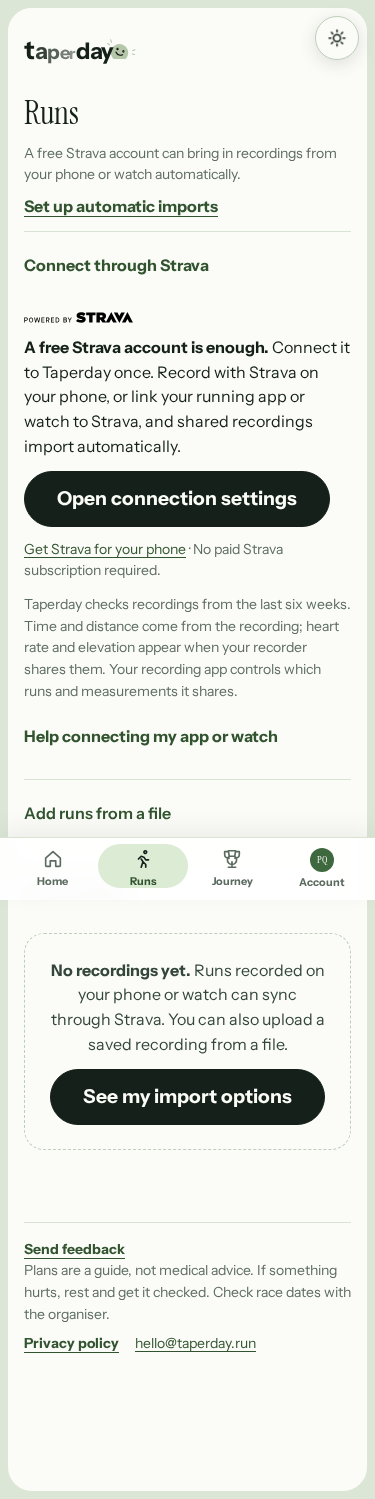 taperday
Runs
A free Strava account can bring in recordings from
your phone or watch automatically.
Set up automatic imports
Connect through Strava
POWERED BY STRAVA
A free Strava account is enough. Connect it
to Taperday once. Record with Strava on
your phone, or link your running app or
watch to Strava, and shared recordings
import automatically.
Open connection settings
Get Strava for your phone · No paid Strava
subscription required.
Taperday checks recordings from the last six weeks.
Time and distance come from the recording; heart
rate and elevation appear when your recorder
shares them. Your recording app controls which
runs and measurements it shares.
Help connecting my app or watch
Add runs from a file
Home
Runs
Journey
PQ
Account
No recordings yet. Runs recorded on
your phone or watch can sync
through Strava. You can also upload a
saved recording from a file.
See my import options
Send feedback
Plans are a guide, not medical advice. If something
hurts, rest and get it checked. Check race dates with
the organiser.
Privacy policy
hello@taperday.run